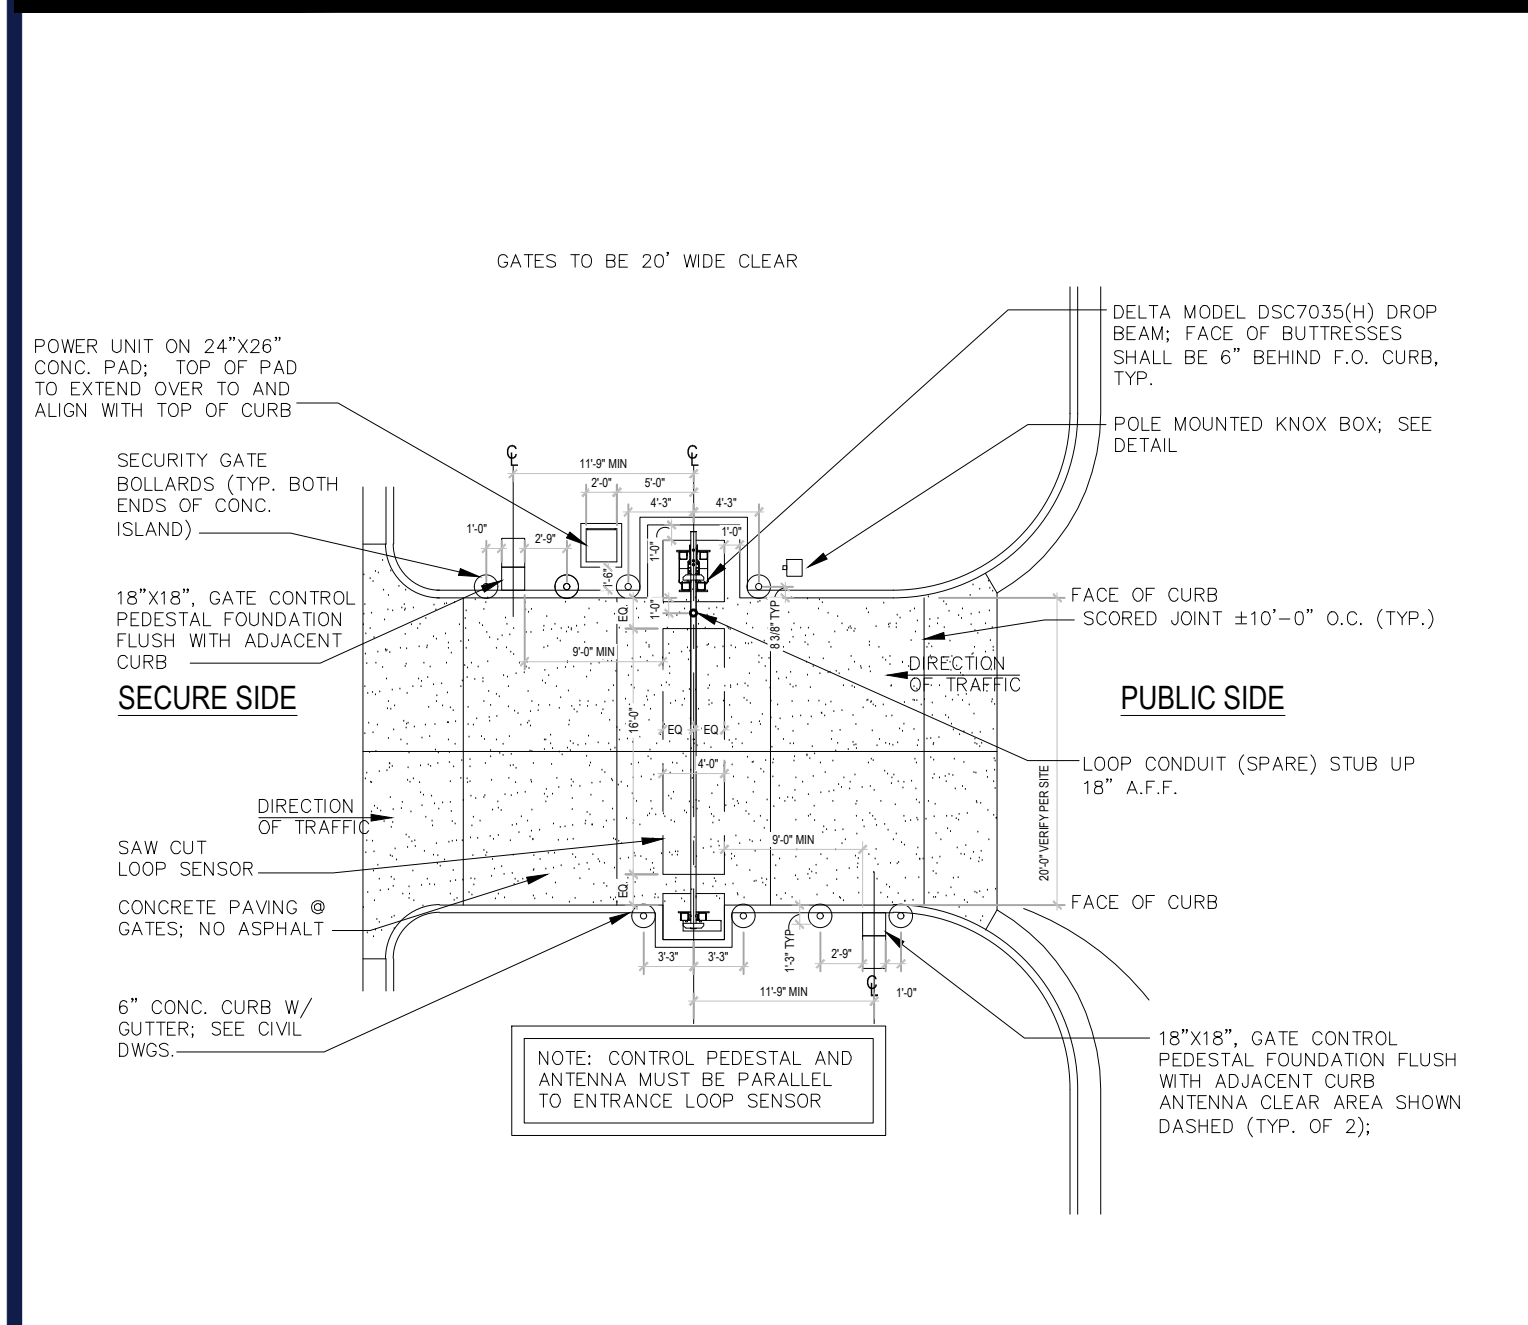 GATES TO BE 20' WIDE CLEAR
DELTA MODEL DSC7035(H) DROP
BEAM; FACE OF BUTTRESSES
SHALL BE 6" BEHIND F.O. CURB,
TYP.
POWER UNIT ON 24"X26"
CONC. PAD; TOP OF PAD
TO EXTEND OVER TO AND
ALIGN WITH TOP OF CURB
POLE MOUNTED KNOX BOX; SEE
DETAIL
SECURITY GATE
BOLLARDS (TYP. BOTH
ENDS OF CONC.
ISLAND)
11'-9" MIN
2'-0"
5'-0"
4'-3"
4'-3"
1'-0"
2'-9"
1'-0"
1'-0"
1'-6"
1'-0"
EQ.
8 3/8" TYP
18"X18", GATE CONTROL
PEDESTAL FOUNDATION
FLUSH WITH ADJACENT
CURB
FACE OF CURB
SCORED JOINT ±10'-0" O.C. (TYP.)
9'-0" MIN
DIRECTION
OF TRAFFIC
SECURE SIDE
PUBLIC SIDE
16'-0"
EQ
EQ
4'-0"
LOOP CONDUIT (SPARE) STUB UP
18" A.F.F.
DIRECTION
OF TRAFFIC
20'-0" VERIFY PER SITE
9'-0" MIN
SAW CUT
LOOP SENSOR
EQ.
CONCRETE PAVING @
GATES; NO ASPHALT
FACE OF CURB
3'-3"
3'-3"
1'-3" TYP
2'-9"
11'-9" MIN
1'-0"
6" CONC. CURB W/
GUTTER; SEE CIVIL
DWGS.
NOTE: CONTROL PEDESTAL AND
ANTENNA MUST BE PARALLEL
TO ENTRANCE LOOP SENSOR
18"X18", GATE CONTROL
PEDESTAL FOUNDATION FLUSH
WITH ADJACENT CURB
ANTENNA CLEAR AREA SHOWN
DASHED (TYP. OF 2);